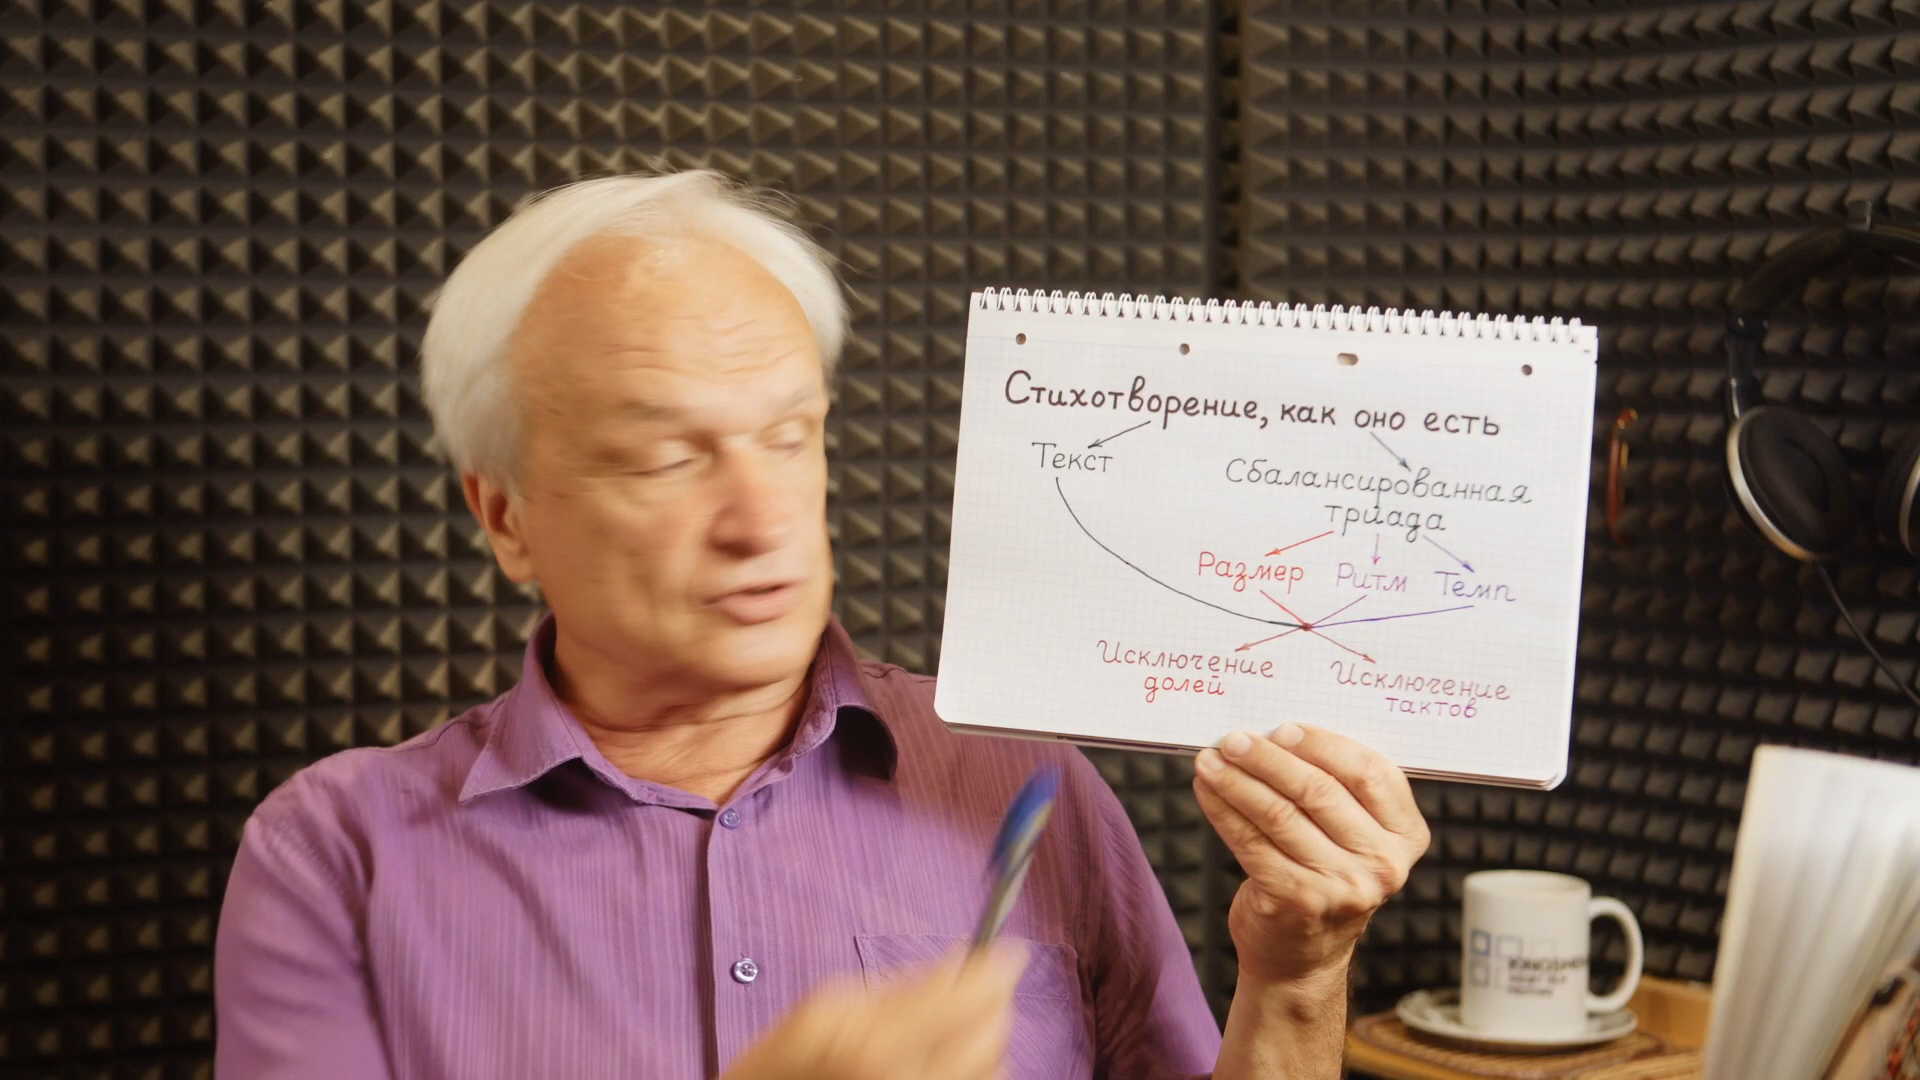 Стихотворение, как оно есть
Текст
Сбалансированная
триада
Размер Ритм Темп
Исключение
долей
Исключение
тактов